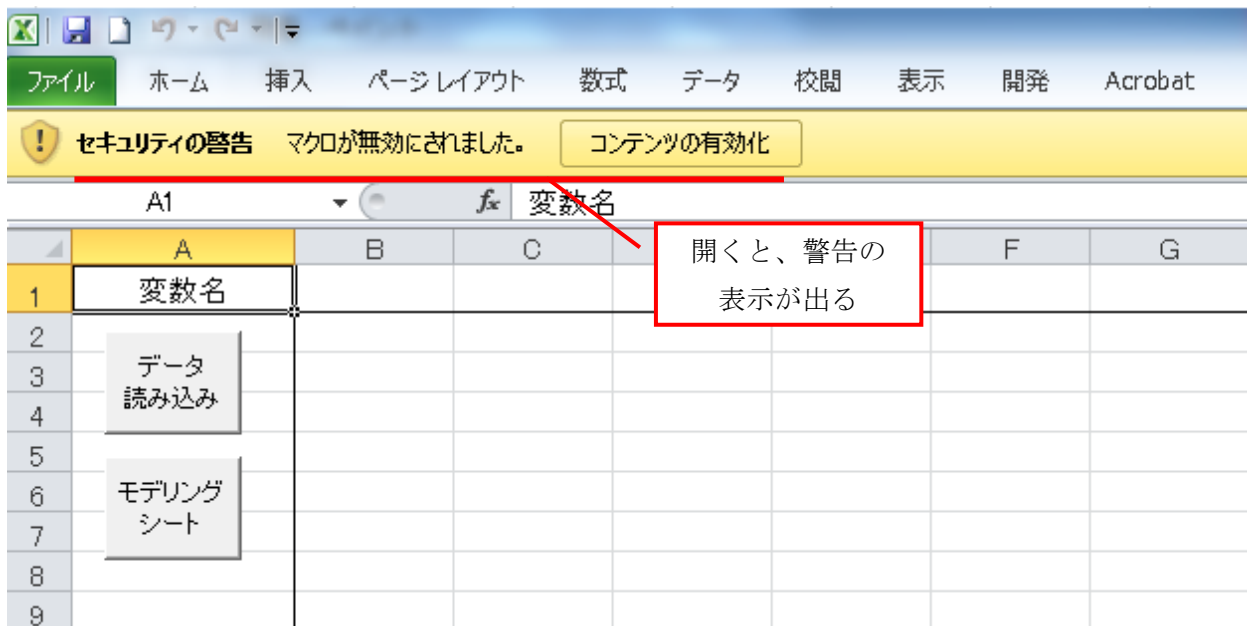 ファイル ホーム 挿入 ページ レイアウト 数式 データ 校閲 表示 開発 Acrobat
セキュリティの警告 マクロが無効にされました。 コンテンツの有効化
A1 fx 変数名
A B C F G
1 変数名
開くと、警告の
表示が出る
2
3
4
データ
読み込み
5
6
7
モデリング
シート
8
9